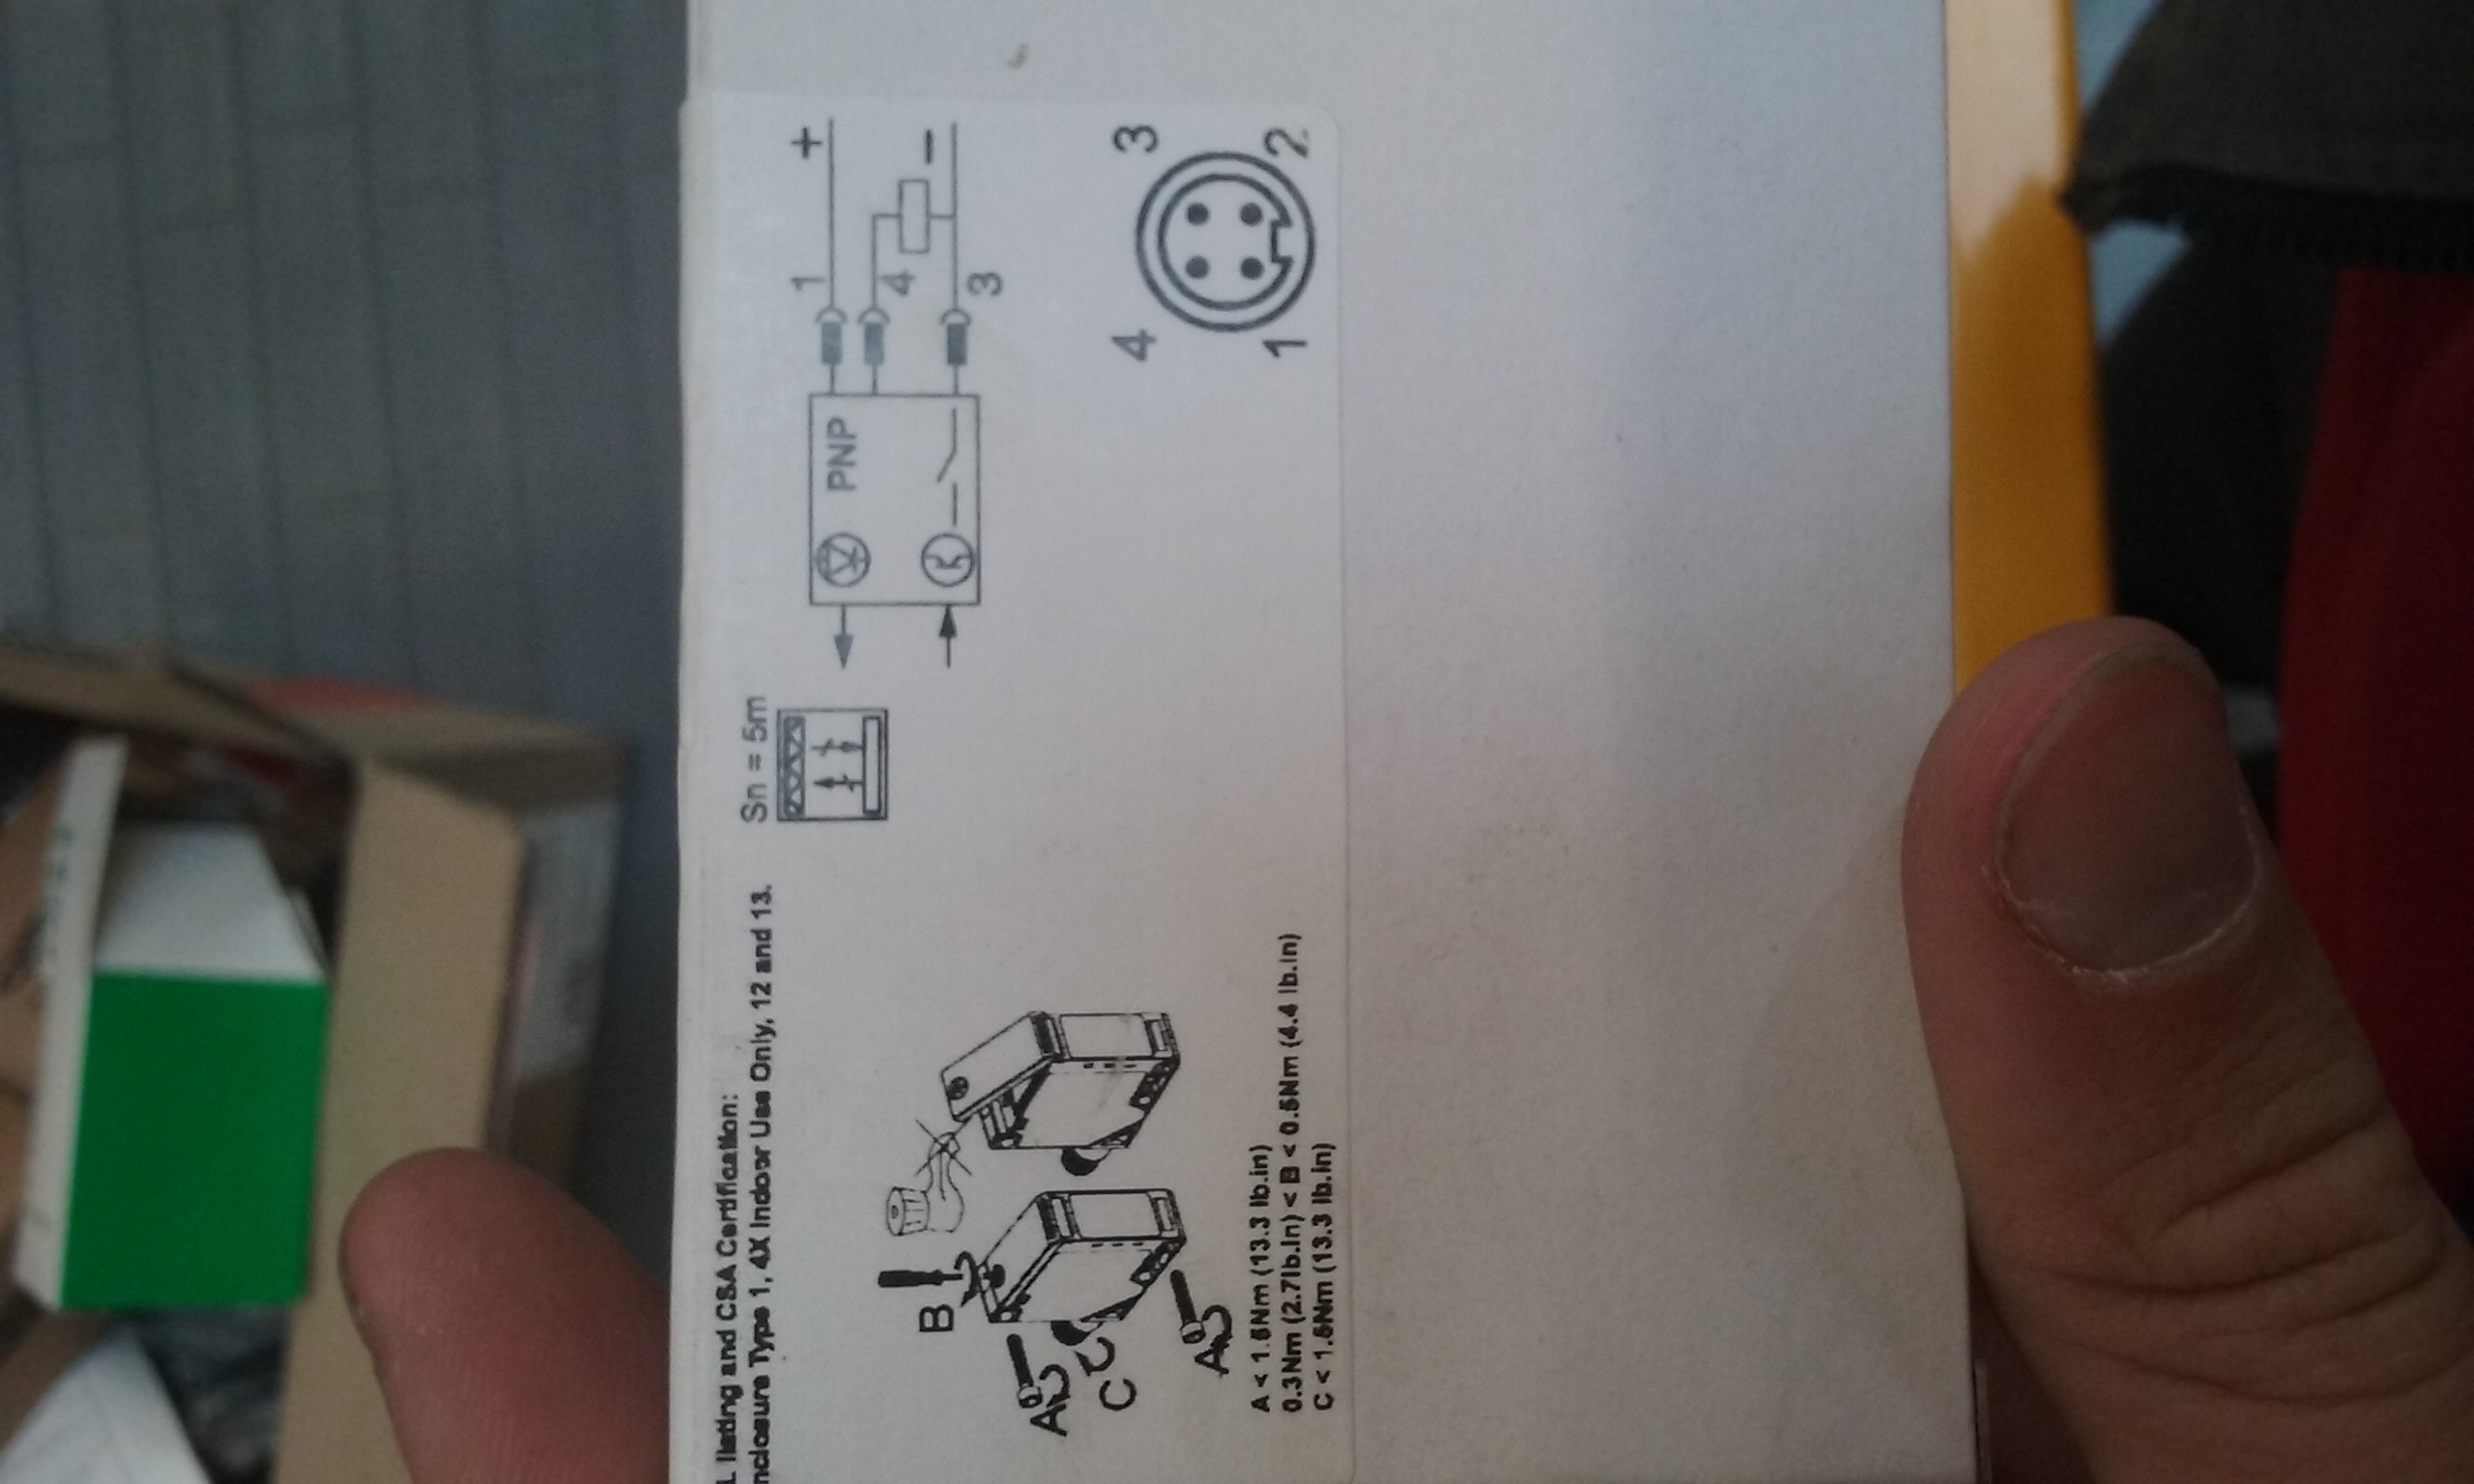 listing and CSA Certification:
Enclosure Type 1, 4X Indoor Use Only, 12 and 13.
Sn = 5m
PNP
1
+
4
3
-
B
A
C
A
4
3
1
2
A < 1.5Nm (13.3 lb.in)
0.3Nm (2.7lb.in) < B < 0.5Nm (4.4 lb.in)
C < 1.5Nm (13.3 lb.in)